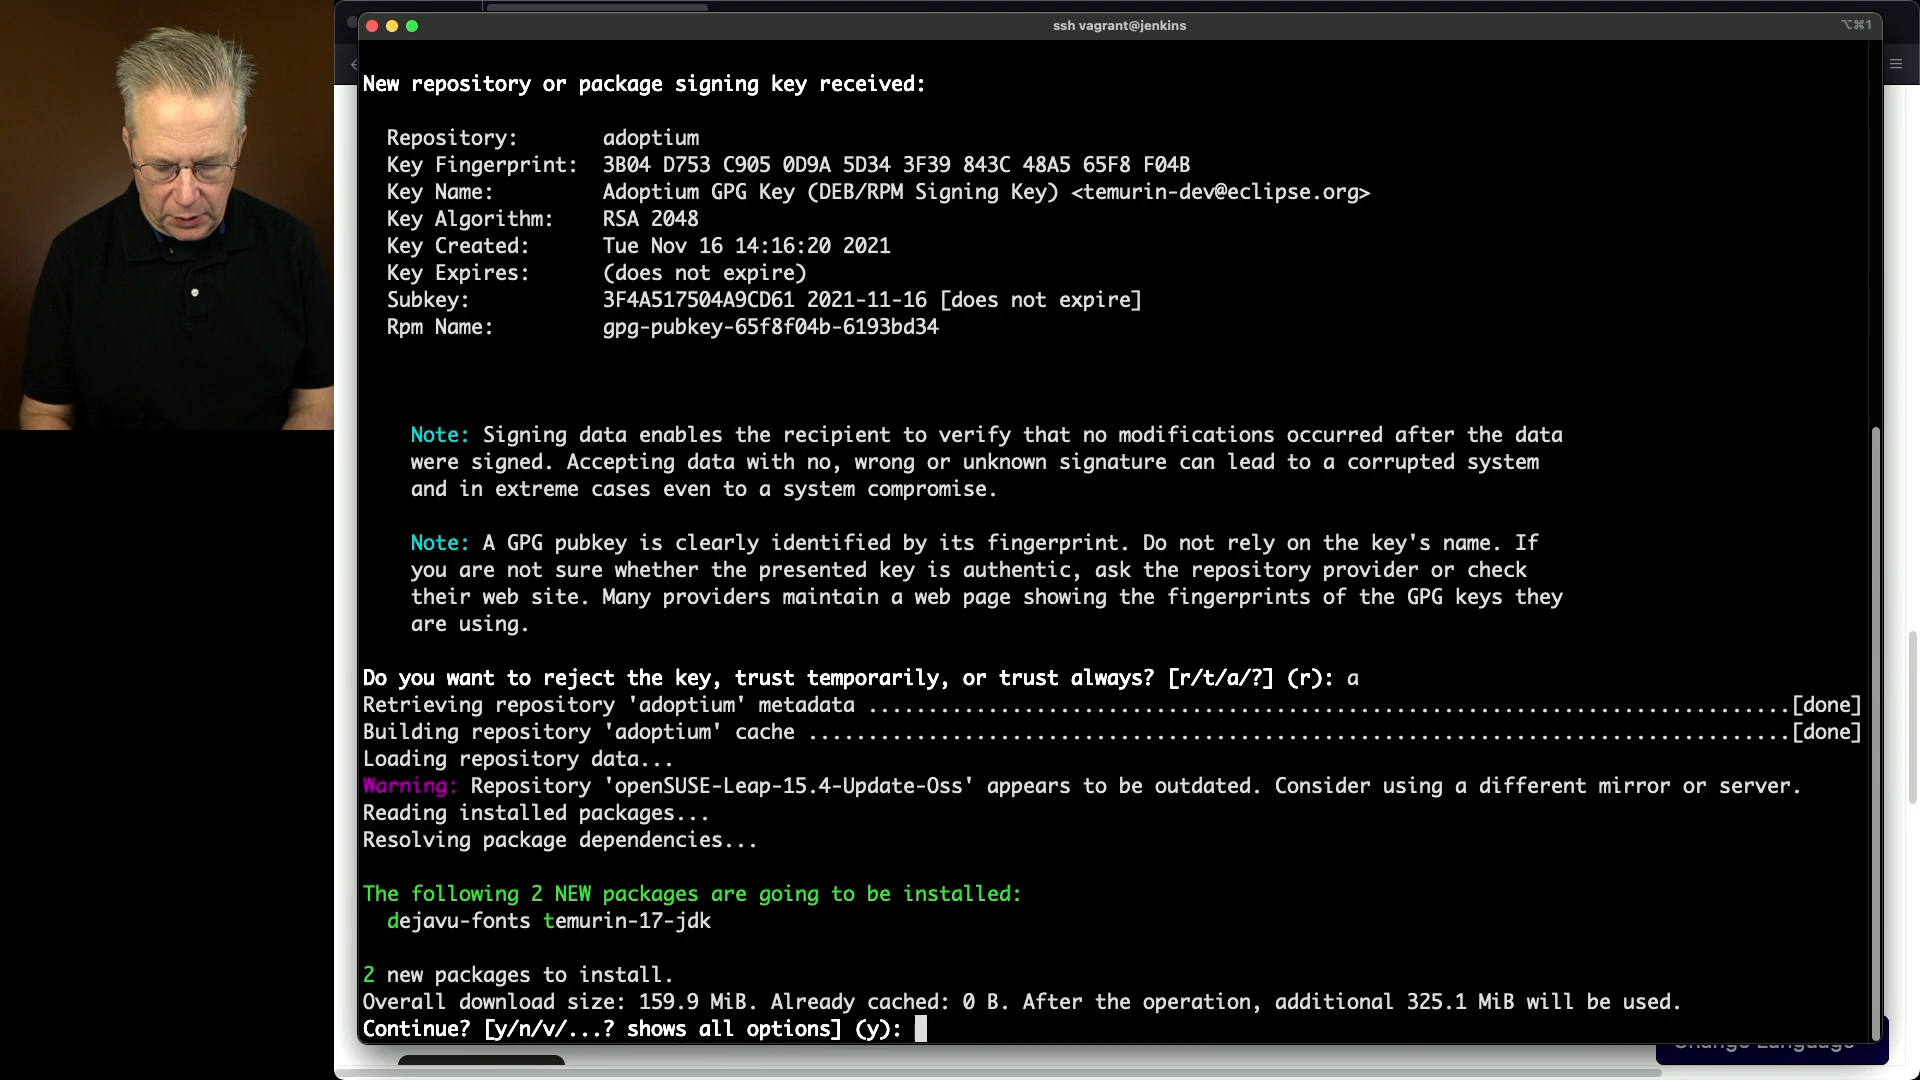 ssh vagrant@jenkins
⌥⌘1
New repository or package signing key received:
Repository: adoptium
Key Fingerprint: 3B04 D753 C905 0D9A 5D34 3F39 843C 48A5 65F8 F04B
Key Name: Adoptium GPG Key (DEB/RPM Signing Key) <temurin-dev@eclipse.org>
Key Algorithm: RSA 2048
Key Created: Tue Nov 16 14:16:20 2021
Key Expires: (does not expire)
Subkey: 3F4A517504A9CD61 2021-11-16 [does not expire]
Rpm Name: gpg-pubkey-65f8f04b-6193bd34
Note: Signing data enables the recipient to verify that no modifications occurred after the data
were signed. Accepting data with no, wrong or unknown signature can lead to a corrupted system
and in extreme cases even to a system compromise.
Note: A GPG pubkey is clearly identified by its fingerprint. Do not rely on the key's name. If
you are not sure whether the presented key is authentic, ask the repository provider or check
their web site. Many providers maintain a web page showing the fingerprints of the GPG keys they
are using.
Do you want to reject the key, trust temporarily, or trust always? [r/t/a/?] (r): a
Retrieving repository 'adoptium' metadata .............................................................................[done]
Building repository 'adoptium' cache ..................................................................................[done]
Loading repository data...
Warning: Repository 'openSUSE-Leap-15.4-Update-Oss' appears to be outdated. Consider using a different mirror or server.
Reading installed packages...
Resolving package dependencies...
The following 2 NEW packages are going to be installed:
dejavu-fonts temurin-17-jdk
2 new packages to install.
Overall download size: 159.9 MiB. Already cached: 0 B. After the operation, additional 325.1 MiB will be used.
Continue? [y/n/v/...? shows all options] (y):
Change Language